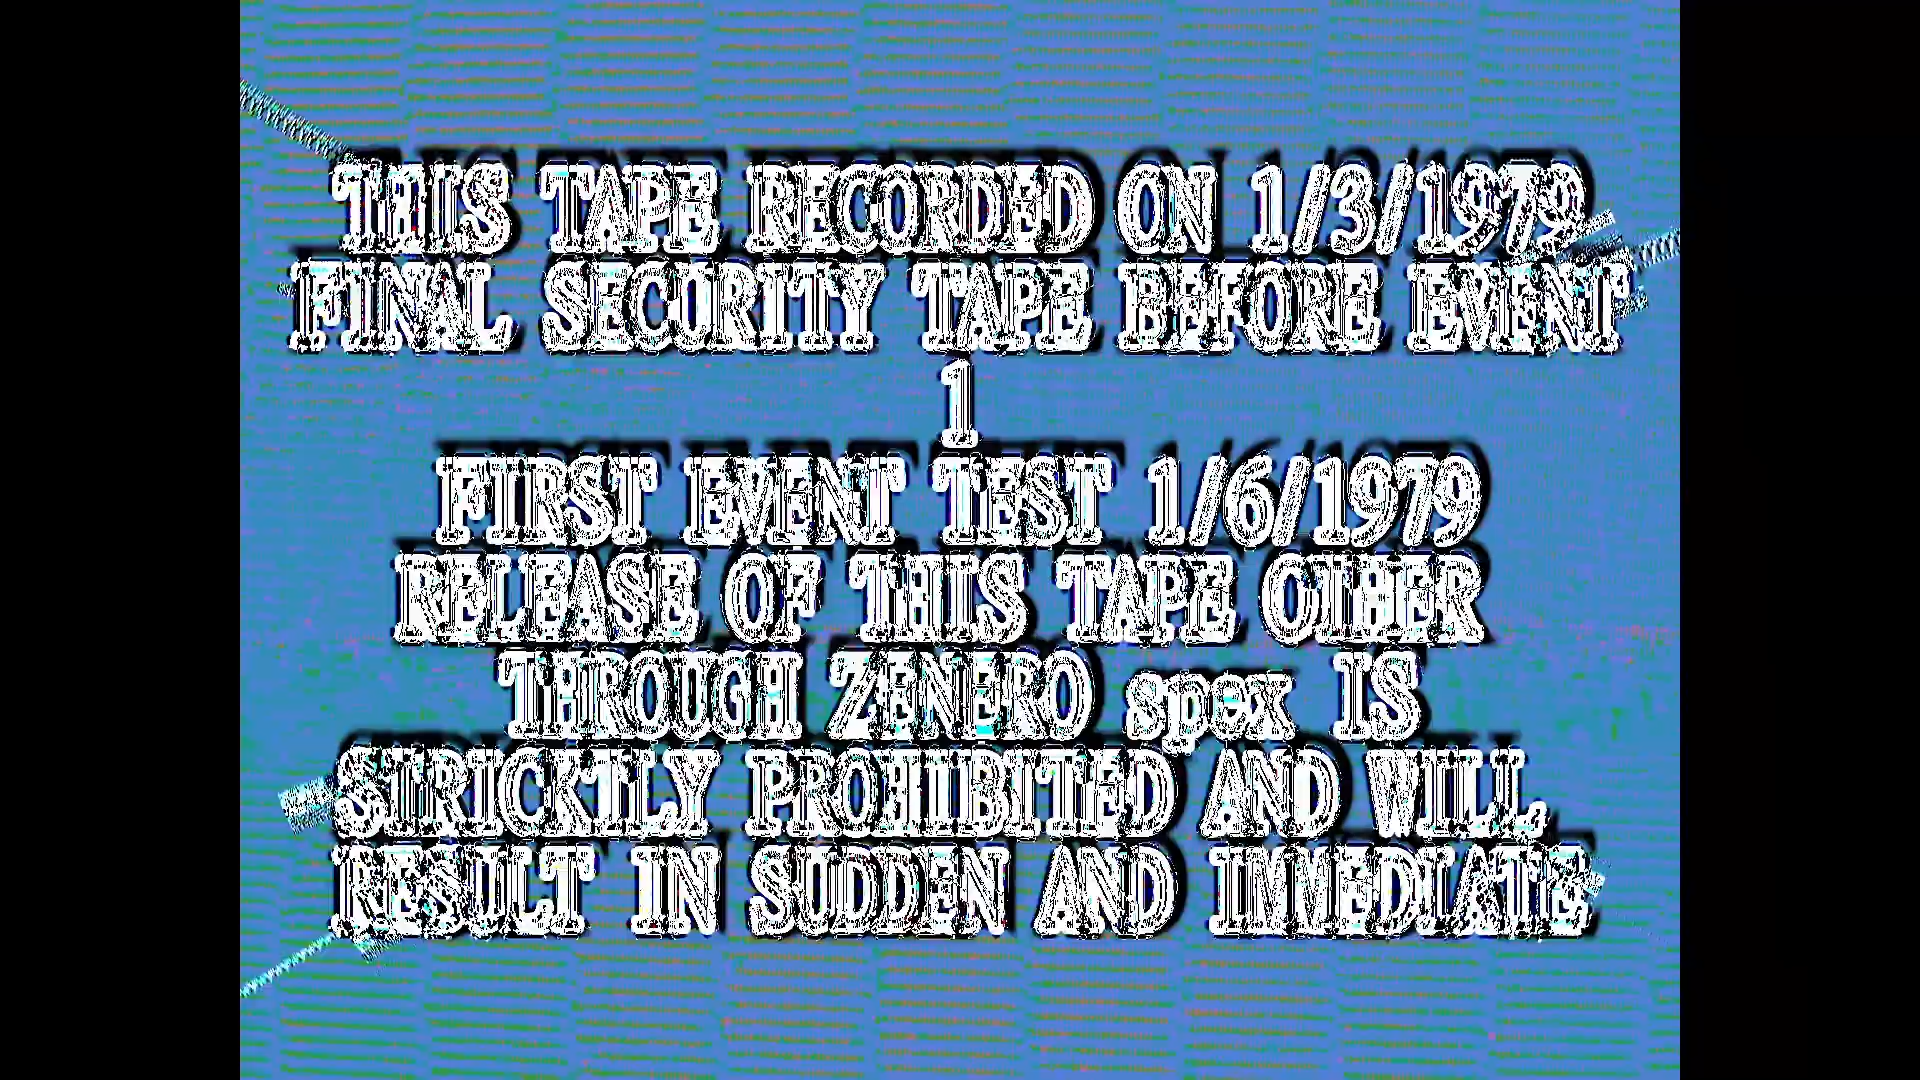 THIS TAPE RECORDED ON 1/3/1979
FINAL SECURITY TAPE BEFORE EVENT
1
FIRST EVENT TEST 1/6/1979
RELEASE OF THIS TAPE OTHER
THROUGH ZENERO spex IS
STRICKTLY PROHIBITED AND WILL
RESULT IN SUDDEN AND IMMEDIATE